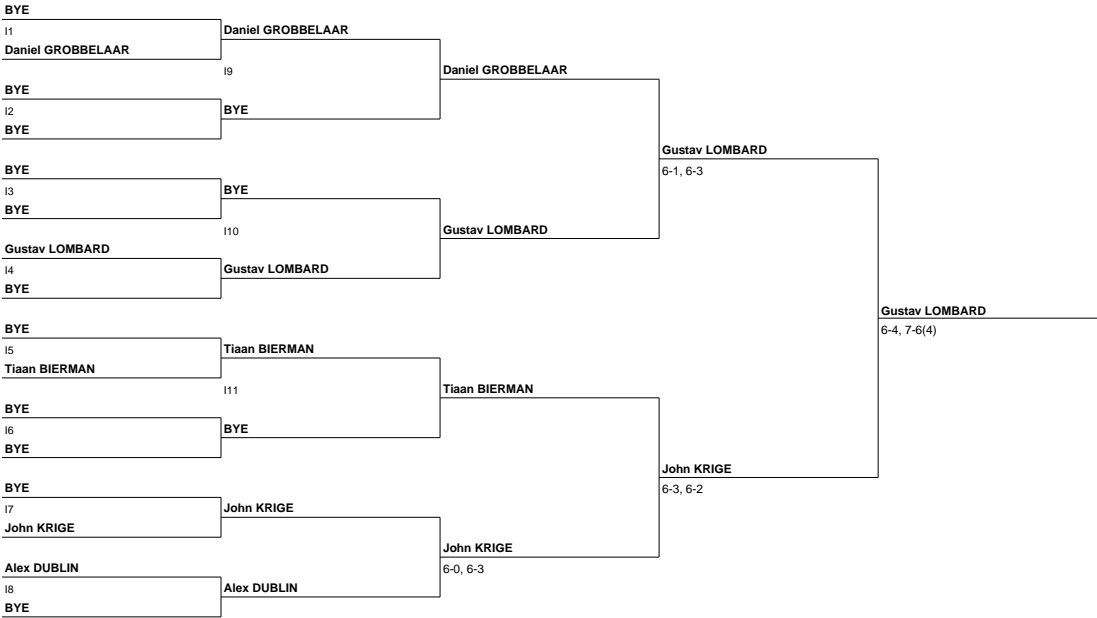 BYE
I1
Daniel GROBBELAAR
BYE
I2
BYE
BYE
I3
BYE
Gustav LOMBARD
I4
BYE
BYE
I5
Tiaan BIERMAN
BYE
I6
BYE
BYE
I7
John KRIGE
Alex DUBLIN
I8
BYE
Daniel GROBBELAAR
I9
BYE
BYE
I10
Gustav LOMBARD
Tiaan BIERMAN
I11
BYE
John KRIGE
Alex DUBLIN
Daniel GROBBELAAR
Gustav LOMBARD
Tiaan BIERMAN
John KRIGE
6-0, 6-3
Gustav LOMBARD
6-1, 6-3
John KRIGE
6-3, 6-2
Gustav LOMBARD
6-4, 7-6(4)